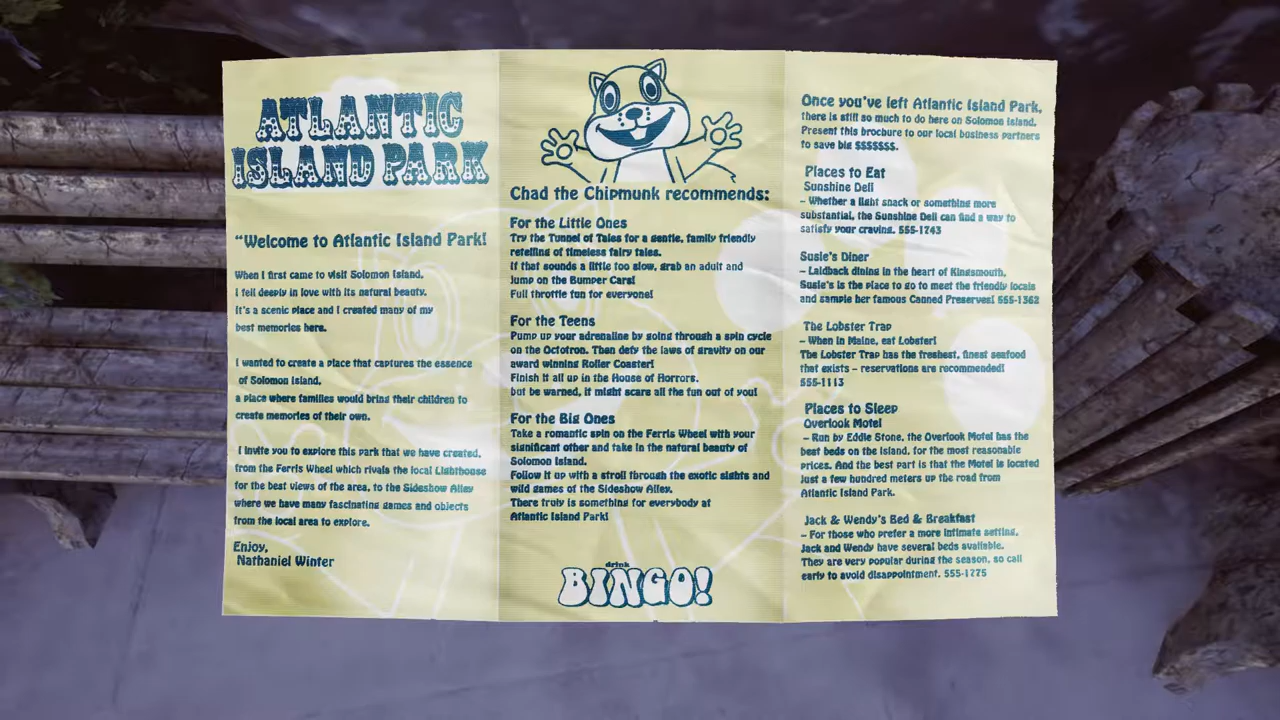 ATLANTIC
ISLAND PARK
"Welcome to Atlantic Island Park!
When I first came to visit Solomon Island,
I fell deeply in love with its natural beauty.
It's a scenic place and I created many of my
best memories here.
I wanted to create a place that captures the essence
of Solomon Island,
a place where families would bring their children to
create memories of their own.
I invite you to explore this park that we have created,
from the Ferris Wheel which rivals the local Lighthouse
for the best views of the area, to the Sideshow Alley
where we have many fascinating games and objects
from the local area to explore.
Enjoy,
Nathaniel Winter
Chad the Chipmunk recommends:
For the Little Ones
Try the Tunnel of Tales for a gentle, family friendly
retelling of timeless fairy tales.
If that sounds a little too slow, grab an adult and
jump on the Bumper Cars!
Full throttle fun for everyone!
For the Teens
Pump up your adrenaline by going through a spin cycle
on the Octotron. Then defy the laws of gravity on our
award winning Roller Coaster!
Finish it all up in the House of Horrors,
but be warned, it might scare all the fun out of you!
For the Big Ones
Take a romantic spin on the Ferris Wheel with your
significant other and take in the natural beauty of
Solomon Island.
Follow it up with a stroll through the exotic sights and
wild games of the Sideshow Alley.
There truly is something for everybody at
Atlantic Island Park!
drink
BINGO!
Once you've left Atlantic Island Park,
there is still so much to do here on Solomon Island.
Present this brochure to our local business partners
to save big $$$$$$$.
Places to Eat
Sunshine Deli
- Whether a light snack or something more
substantial, the Sunshine Deli can find a way to
satisfy your craving. 555-1743
Susie's Diner
- Laidback dining in the heart of Kingsmouth,
Susie's is the place to go to meet the friendly locals
and sample her famous Canned Preserves! 555-1362
The Lobster Trap
- When in Maine, eat Lobster!
The Lobster Trap has the freshest, finest seafood
that exists - reservations are recommended!
555-1113
Places to Sleep
Overlook Motel
- Run by Eddie Stone, the Overlook Motel has the
best beds on the island, for the most reasonable
prices. And the best part is that the Motel is located
just a few hundred meters up the road from
Atlantic Island Park.
Jack & Wendy's Bed & Breakfast
- For those who prefer a more intimate setting,
Jack and Wendy have several beds available.
They are very popular during the season, so call
early to avoid disappointment. 555-1275